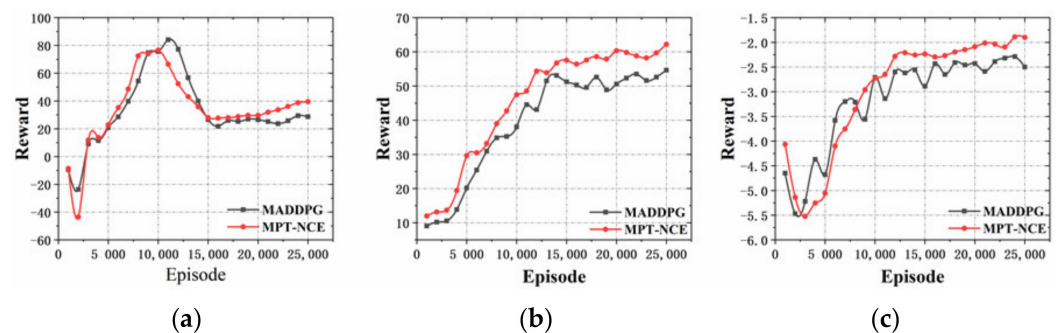 100
80
60
40
20
0
−20
−40
−60
Reward
0
5,000
10,000
15,000
20,000
25,000
Episode
MADDPG
MPT-NCE
(a)
70
60
50
40
30
20
10
Reward
0
5,000
10,000
15,000
20,000
25,000
Episode
MADDPG
MPT-NCE
(b)
−1.5
−2.0
−2.5
−3.0
−3.5
−4.0
−4.5
−5.0
−5.5
−6.0
Reward
0
5,000
10,000
15,000
20,000
25,000
Episode
MADDPG
MPT-NCE
(c)